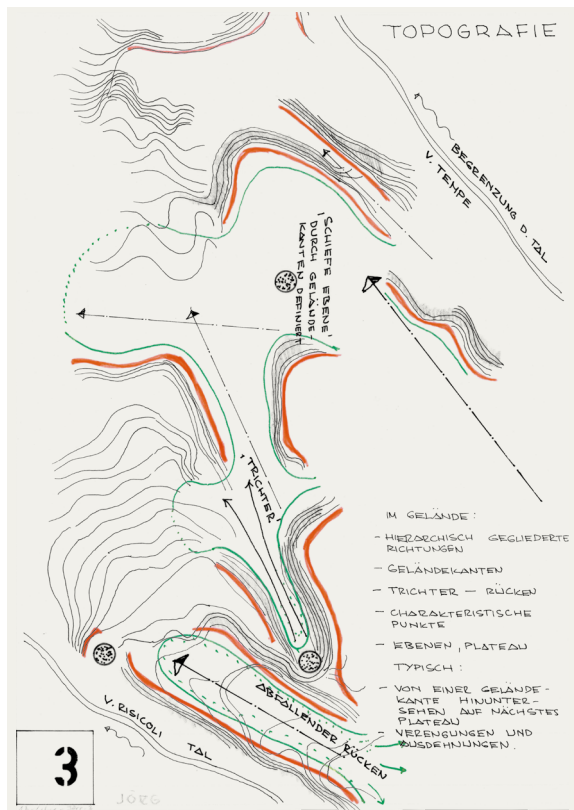 TOPOGRAFIE
BEGRENZUNG D. TAL
V. TEMPE
'SCHIEFE EBENE'
DURCH GELÄNDE-
KANTEN DEFINIERT
'TRICHTER'
IM GELÄNDE:
- HIERARCHISCH GEGLIEDERTE
RICHTUNGEN
- GELÄNDEKANTEN
- TRICHTER - RÜCKEN
- CHARAKTERISTISCHE
PUNKTE
- EBENEN, PLATEAU
TYPISCH:
- VON EINER GELÄNDE-
KANTE HINUNTER-
SEHEN AUF NÄCHSTES
PLATEAU
- VERENGUNGEN UND
AUSDEHNUNGEN.
ABFALLENDER RÜCKEN
V. RISICOLI TAL
3
JÖRG